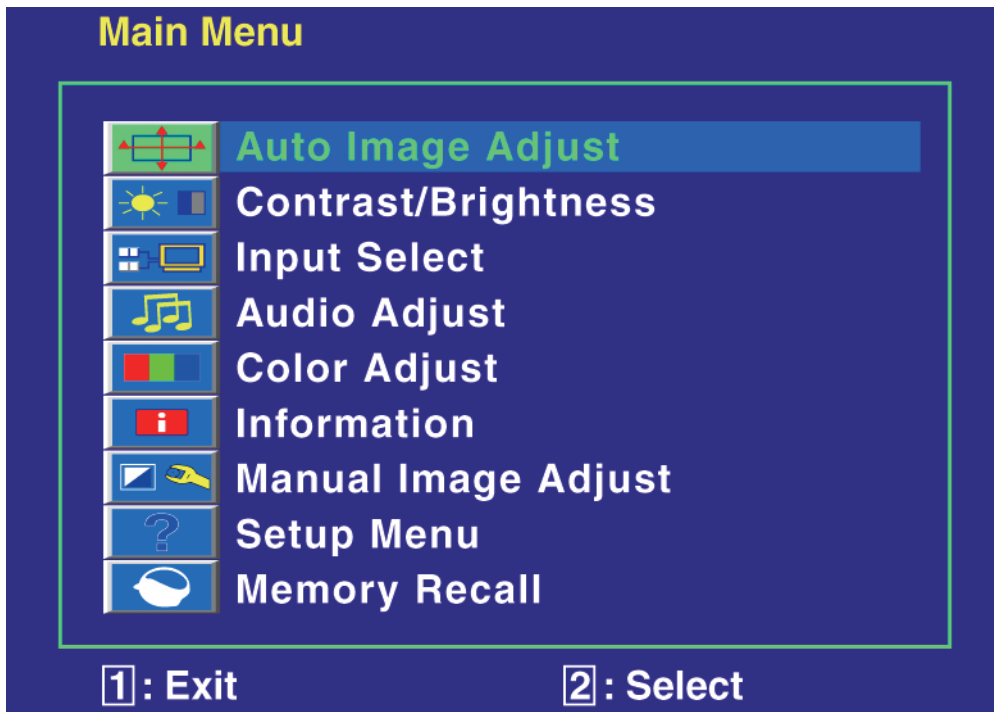 Main Menu
Auto Image Adjust
Contrast/Brightness
Input Select
Audio Adjust
Color Adjust
i Information
Manual Image Adjust
? Setup Menu
Memory Recall
1: Exit 2: Select